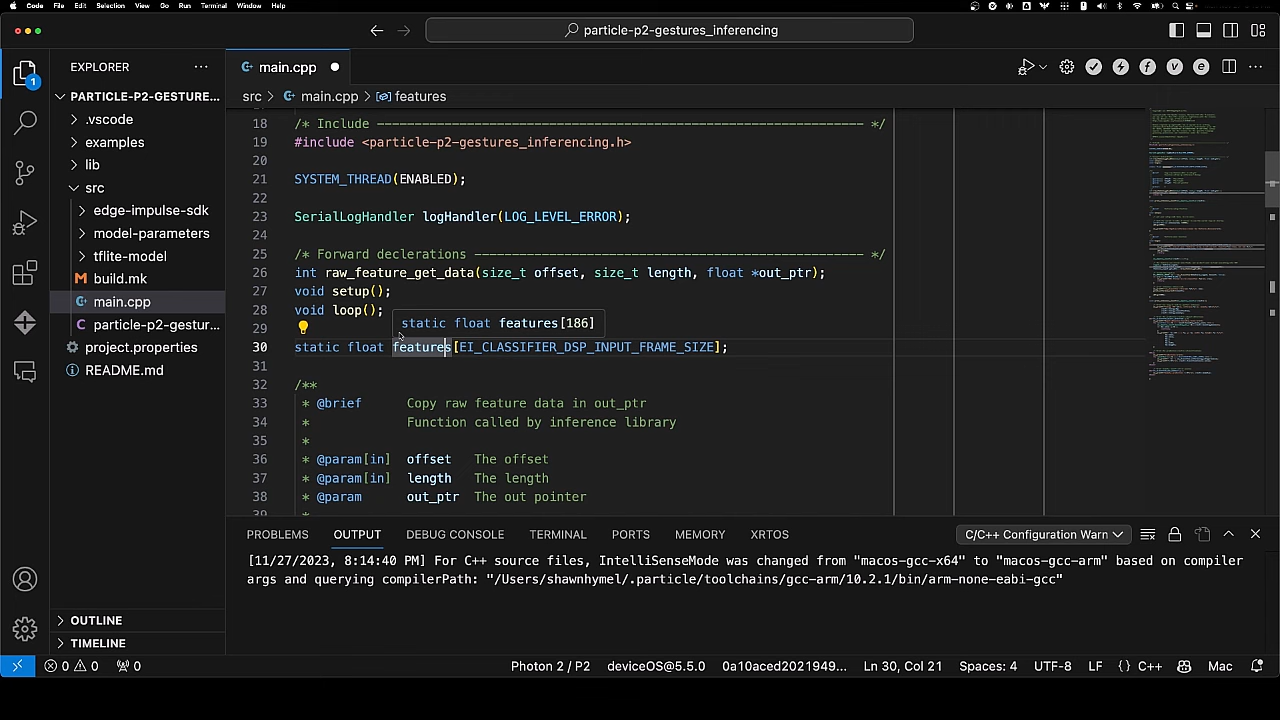 Code File Edit Selection View Go Run Terminal Window Help
particle-p2-gestures_inferencing
EXPLORER
main.cpp
PARTICLE-P2-GESTURE...
src > main.cpp > features
.vscode
examples
lib
src
edge-impulse-sdk
model-parameters
tflite-model
build.mk
main.cpp
particle-p2-gestur...
project.properties
README.md
OUTLINE
TIMELINE
1
18 /* Include ---------------------------------------------------------------- */
19 #include <particle-p2-gestures_inferencing.h>
20
21 SYSTEM_THREAD(ENABLED);
22
23 SerialLogHandler logHandler(LOG_LEVEL_ERROR);
24
25 /* Forward decleration ---------------------------------------------------- */
26 int raw_feature_get_data(size_t offset, size_t length, float *out_ptr);
27 void setup();
28 void loop();
static float features[186]
29
30 static float features[EI_CLASSIFIER_DSP_INPUT_FRAME_SIZE];
31
32 /**
33 * @brief Copy raw feature data in out_ptr
34 * Function called by inference library
35 *
36 * @param[in] offset The offset
37 * @param[in] length The length
38 * @param out_ptr The out pointer
39 *
PROBLEMS OUTPUT DEBUG CONSOLE TERMINAL PORTS MEMORY XRTOS
C/C++ Configuration Warn
[11/27/2023, 8:14:40 PM] For C++ source files, IntelliSenseMode was changed from "macos-gcc-x64" to "macos-gcc-arm" based on compiler
args and querying compilerPath: "/Users/shawnhymel/.particle/toolchains/gcc-arm/10.2.1/bin/arm-none-eabi-gcc"
0 0 0 Photon 2 / P2 deviceOS@5.5.0 0a10aced2021949... Ln 30, Col 21 Spaces: 4 UTF-8 LF {} C++ Mac